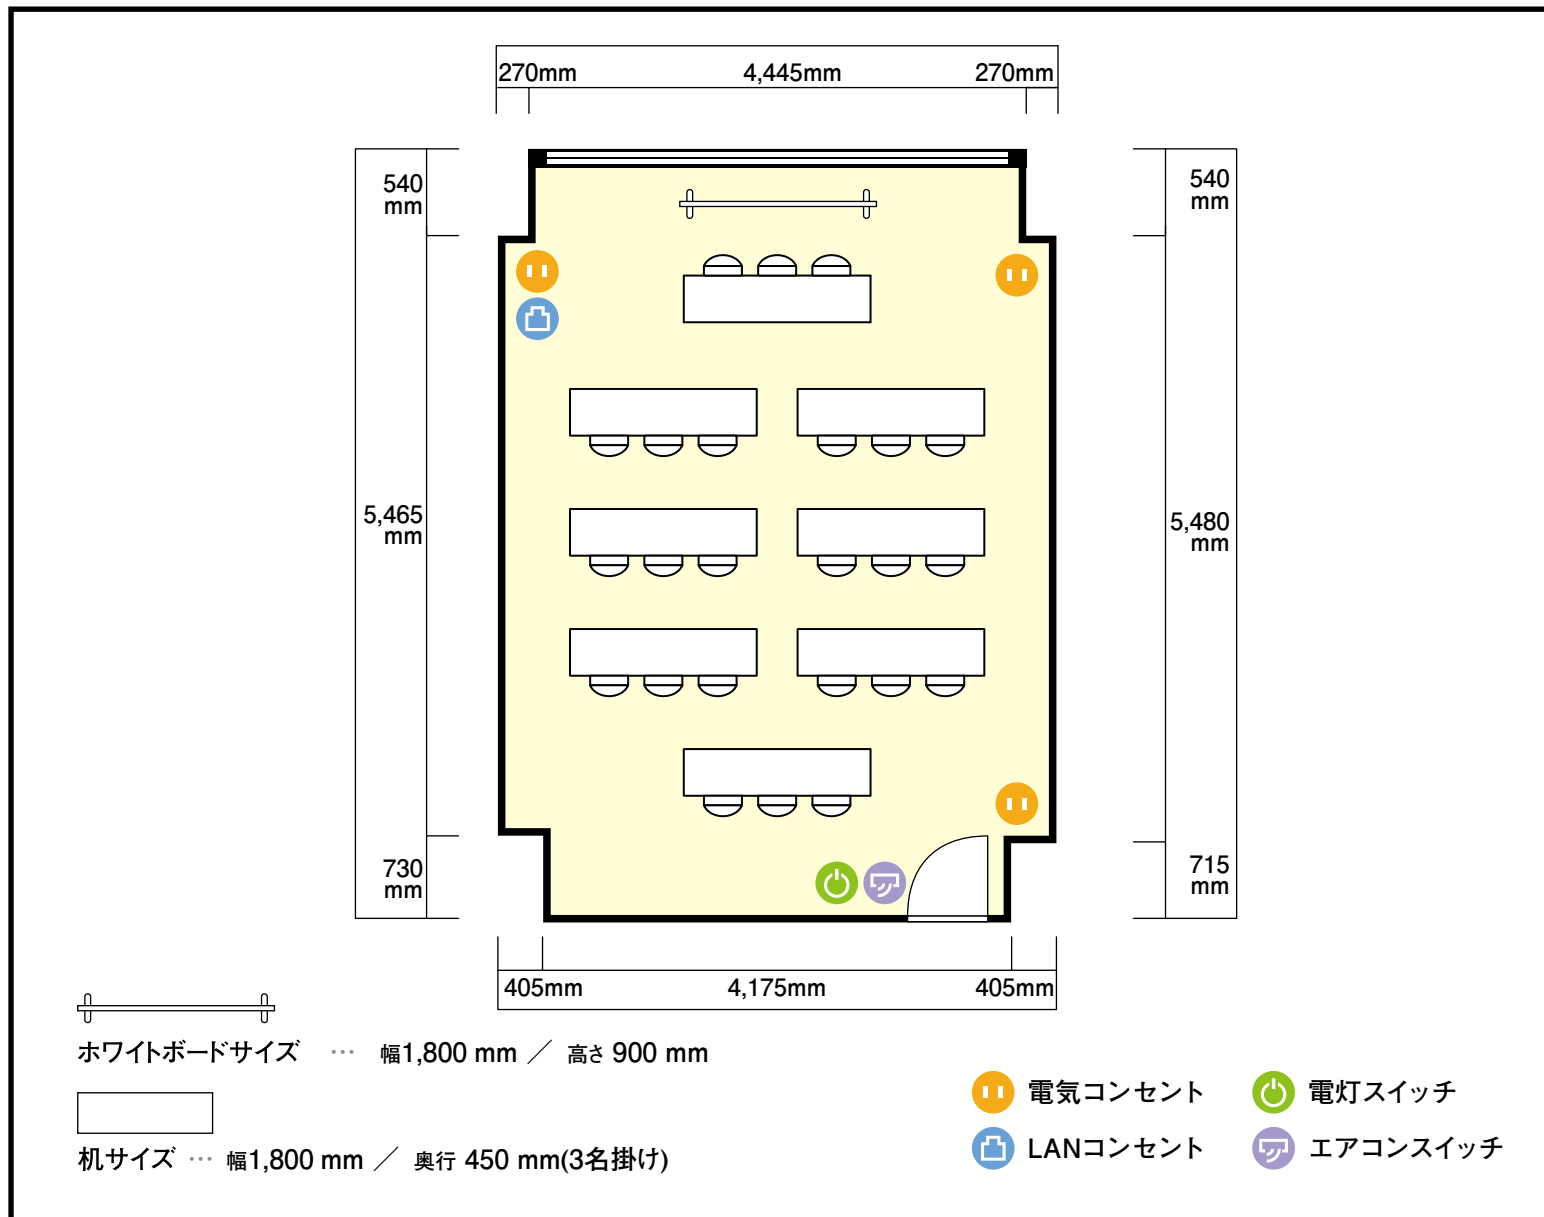 270mm 4,445mm 270mm
540
mm
540
mm
5,465
mm
5,480
mm
730
mm
715
mm
405mm 4,175mm 405mm
ホワイトボードサイズ … 幅1,800 mm ／ 高さ 900 mm
机サイズ … 幅1,800 mm ／ 奥行 450 mm(3名掛け)
電気コンセント
電灯スイッチ
LANコンセント
エアコンスイッチ